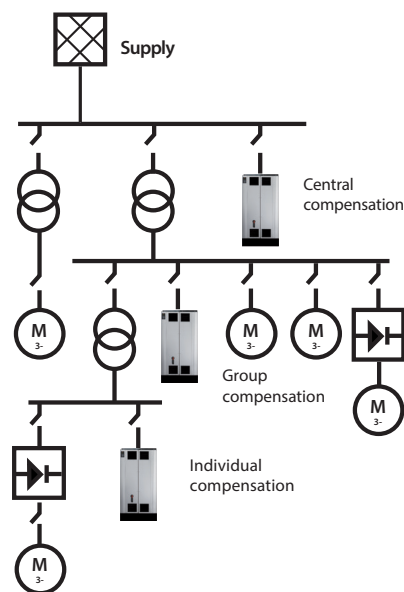 Supply
Central
compensation
M
3-
M
3-
M
3-
Group
compensation
M
3-
Individual
compensation
M
3-